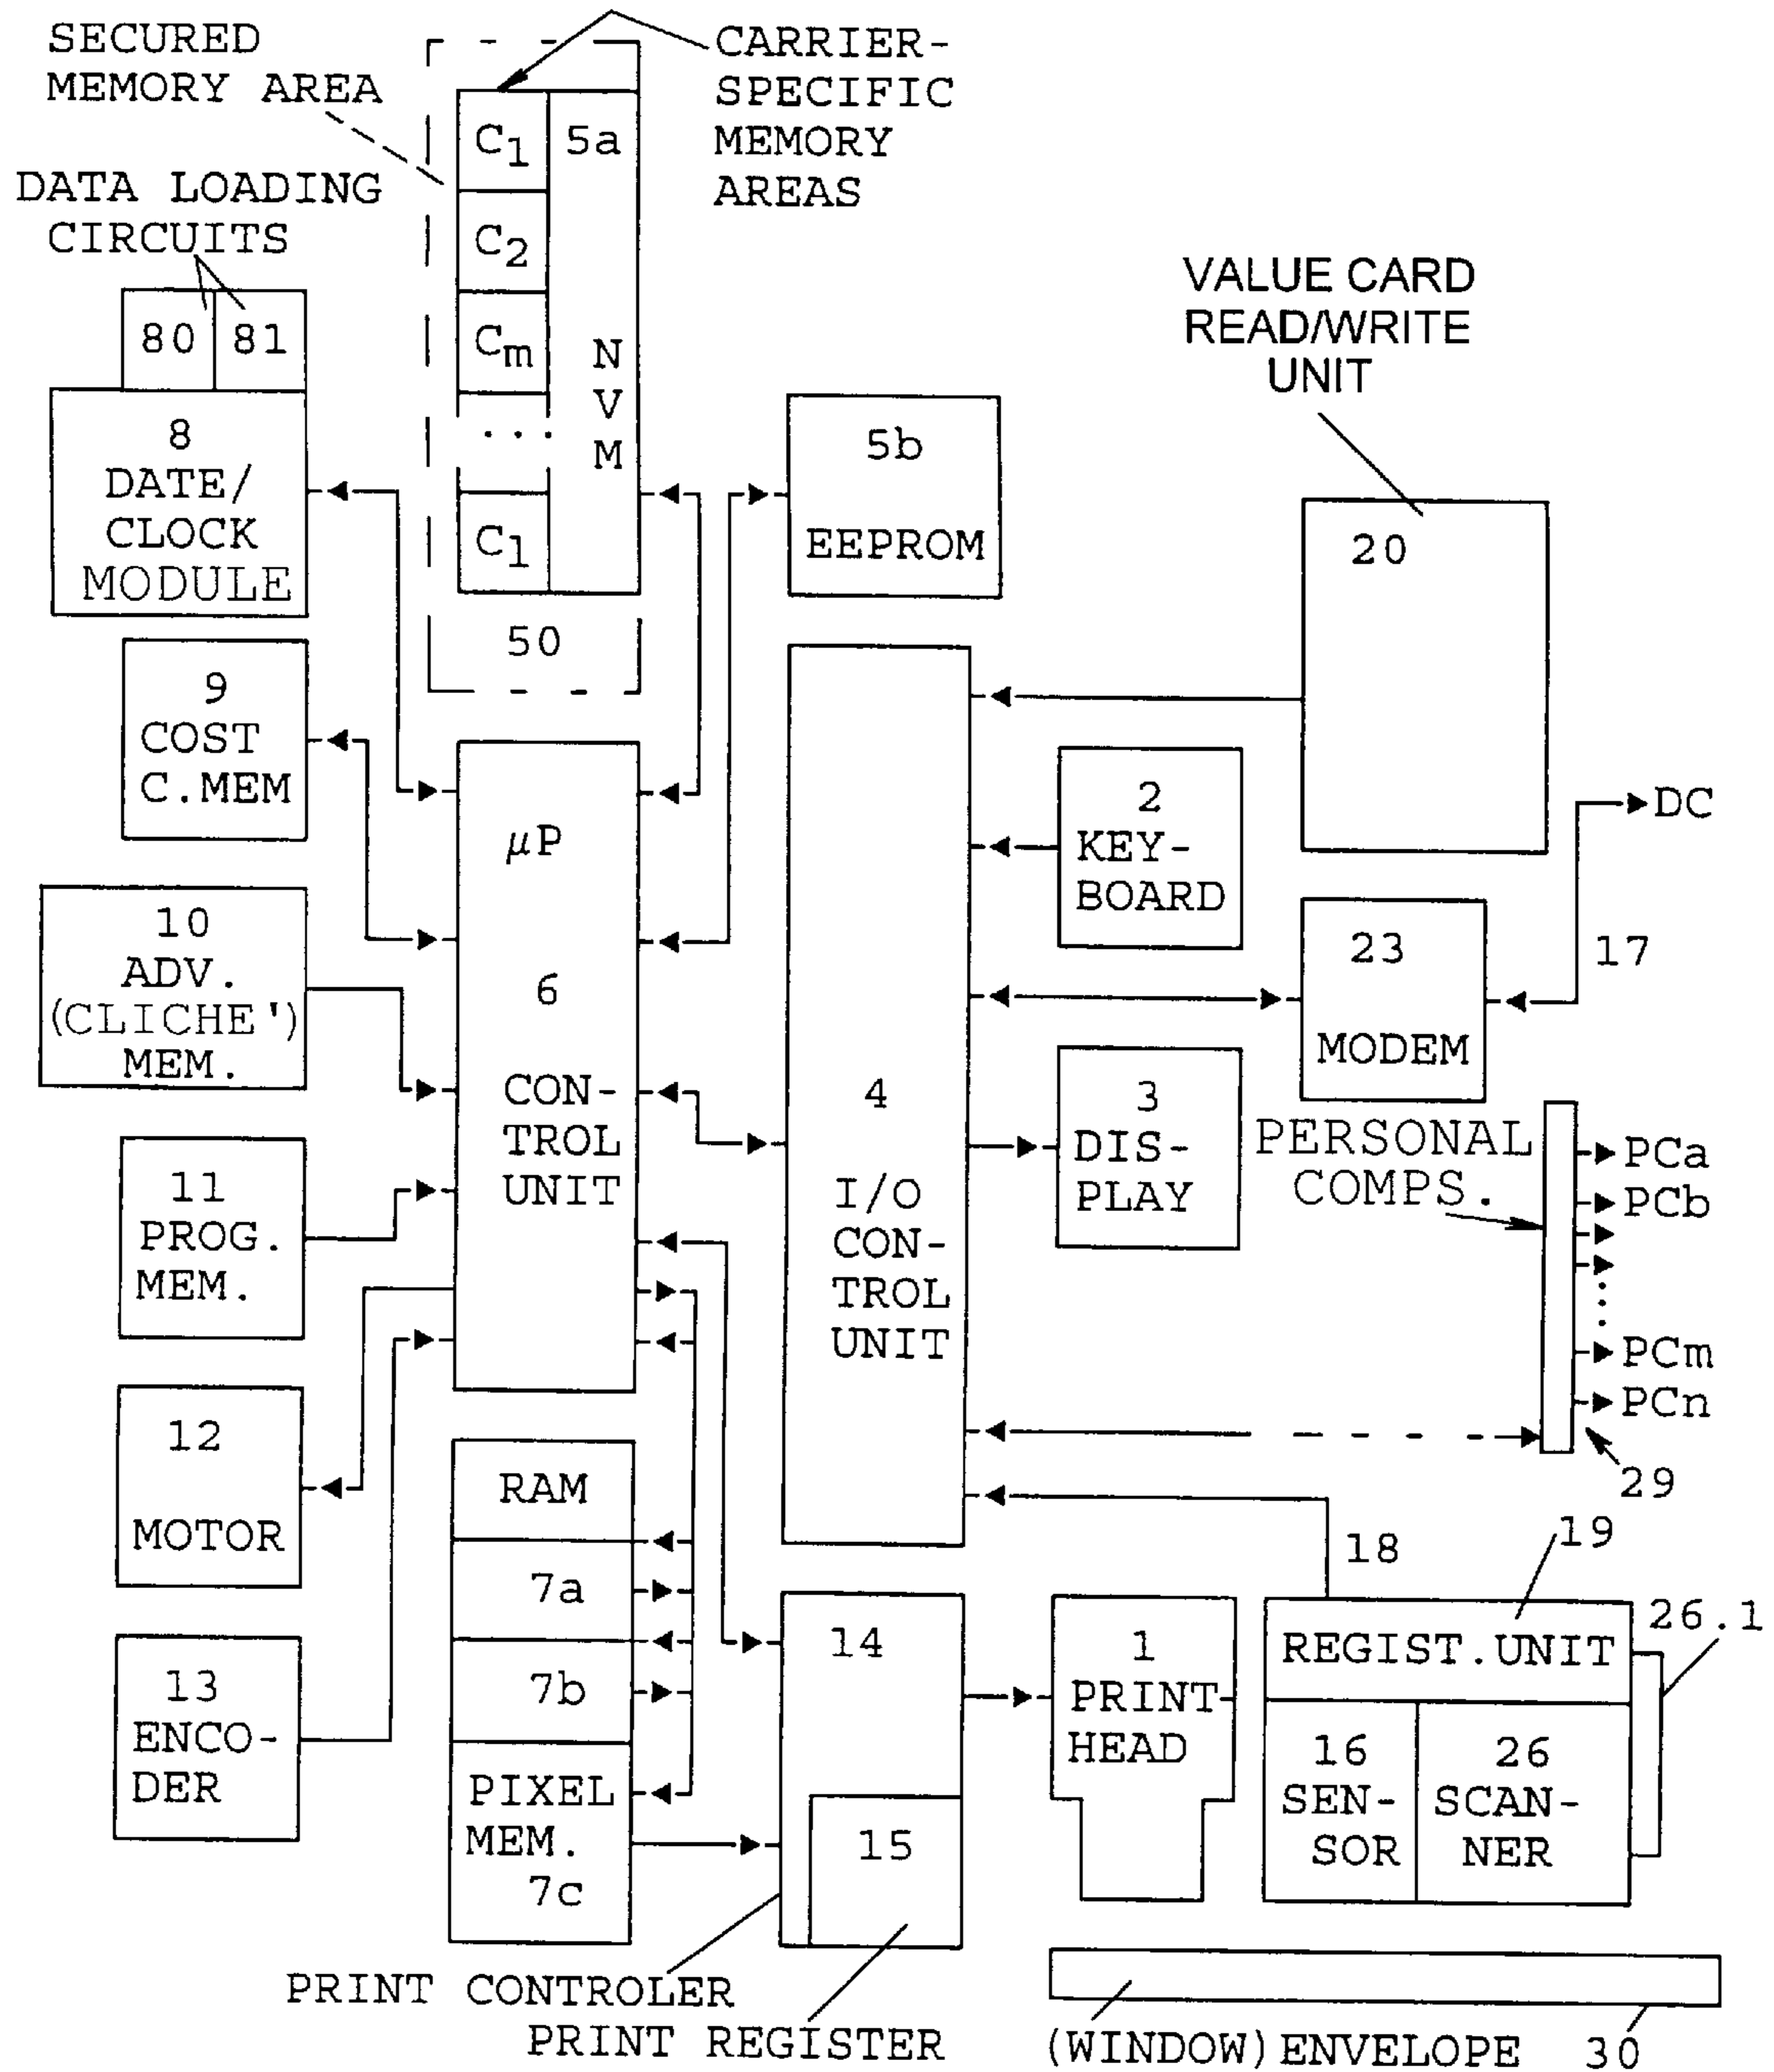 SECURED
MEMORY AREA
CARRIER-
SPECIFIC
MEMORY
AREAS
DATA LOADING
CIRCUITS
80
81
8
DATE/
CLOCK
MODULE
C1
C2
Cm
...
C1
5a
N
V
M
50
5b
EEPROM
VALUE CARD
READ/WRITE
UNIT
20
9
COST
C.MEM
10
ADV.
(CLICHE')
MEM.
11
PROG.
MEM.
12
MOTOR
13
ENCO-
DER
μP
6
CON-
TROL
UNIT
4
I/O
CON-
TROL
UNIT
2
KEY-
BOARD
DC
17
23
MODEM
3
DIS-
PLAY
PERSONAL
COMPS.
PCa
PCb
PCm
PCn
29
RAM
7a
7b
PIXEL
MEM.
7c
14
15
PRINT CONTROLER
PRINT REGISTER
1
PRINT
HEAD
18
19
26.1
REGIST.UNIT
16
SEN-
SOR
26
SCAN-
NER
(WINDOW) ENVELOPE
30